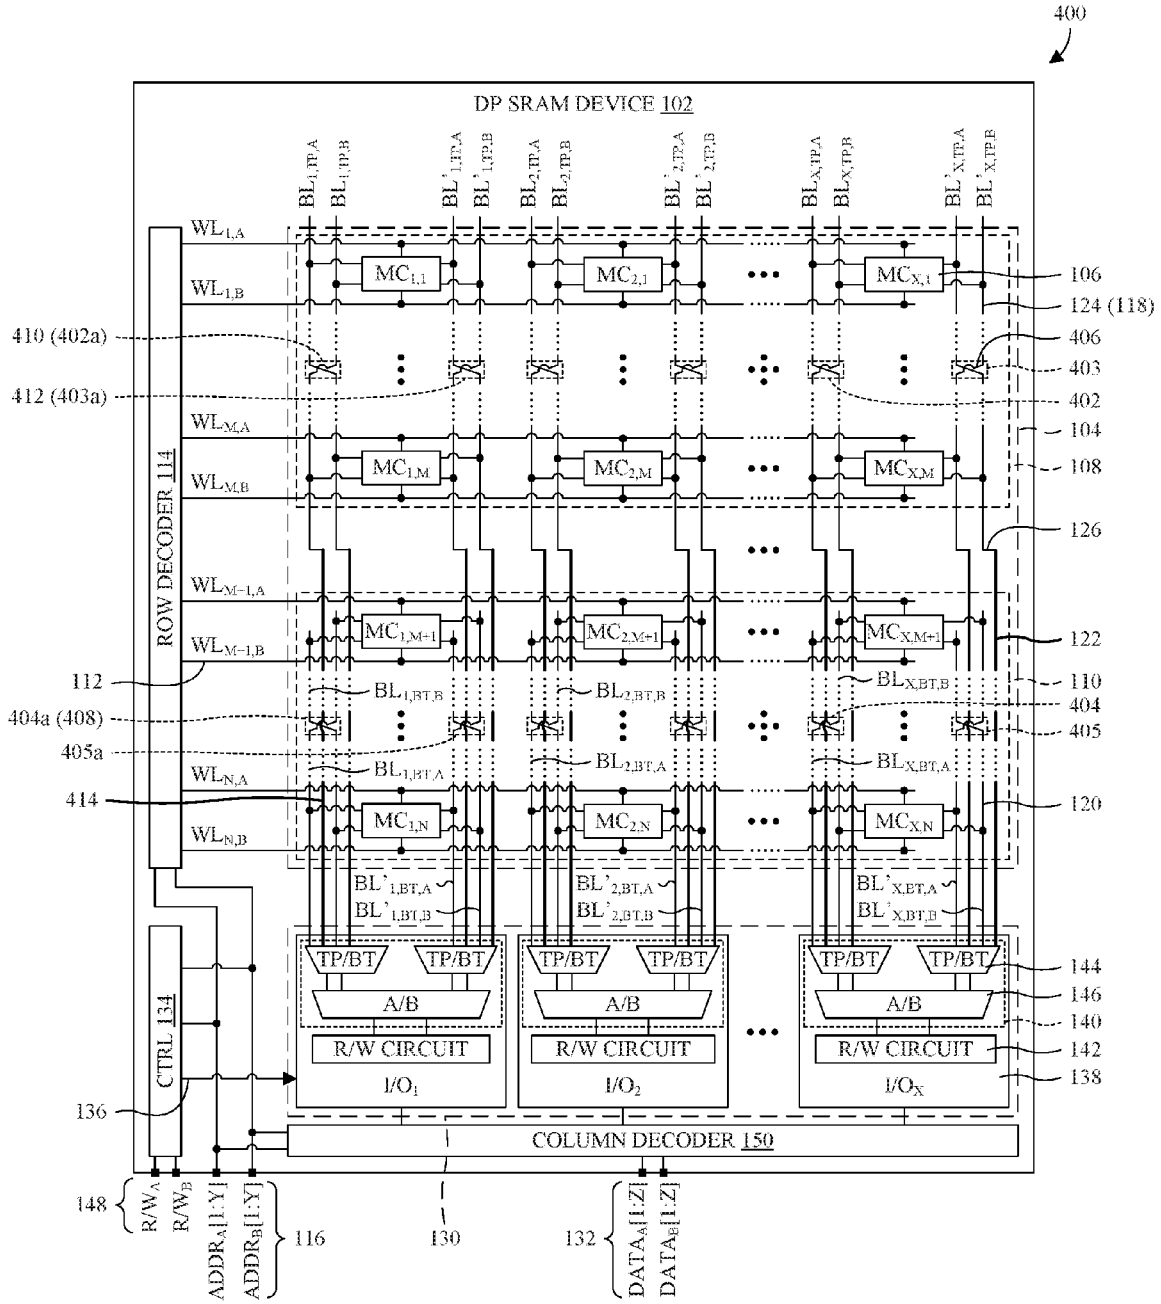 400
DP SRAM DEVICE 102
BL1,TP,A
BL1,TP,B
BL'1,TP,A
BL'1,TP,B
BL2,TP,A
BL2,TP,B
BL'2,TP,A
BL'2,TP,B
BLX,TP,A
BLX,TP,B
BL'X,TP,A
BL'X,TP,B
WL1,A
MC1,1
MC2,1
MCX,1
106
WL1,B
124 (118)
410 (402a)
406
403
412 (403a)
402
WLM,A
104
MC1,M
MC2,M
MCX,M
108
WLM,B
ROW DECODER 114
126
WLM+1,A
MC1,M+1
MC2,M+1
MCX,M+1
122
WLM+1,B
112
BL1,BT,B
BL2,BT,B
BLX,BT,B
110
404a (408)
404
405a
405
BL1,BT,A
BL2,BT,A
BLX,BT,A
WLN,A
414
MC1,N
MC2,N
MCX,N
120
WLN,B
BL'1,BT,A
BL'2,BT,A
BL'X,BT,A
BL'1,BT,B
BL'2,BT,B
BL'X,BT,B
TP/BT
TP/BT
TP/BT
TP/BT
TP/BT
TP/BT
144
A/B
A/B
A/B
146
140
CTRL 134
R/W CIRCUIT
R/W CIRCUIT
R/W CIRCUIT
142
I/O1
I/O2
I/OX
138
136
COLUMN DECODER 150
148
R/WA
R/WB
ADDRA[1:Y]
ADDRB[1:Y]
116
130
132
DATAA[1:Z]
DATAB[1:Z]